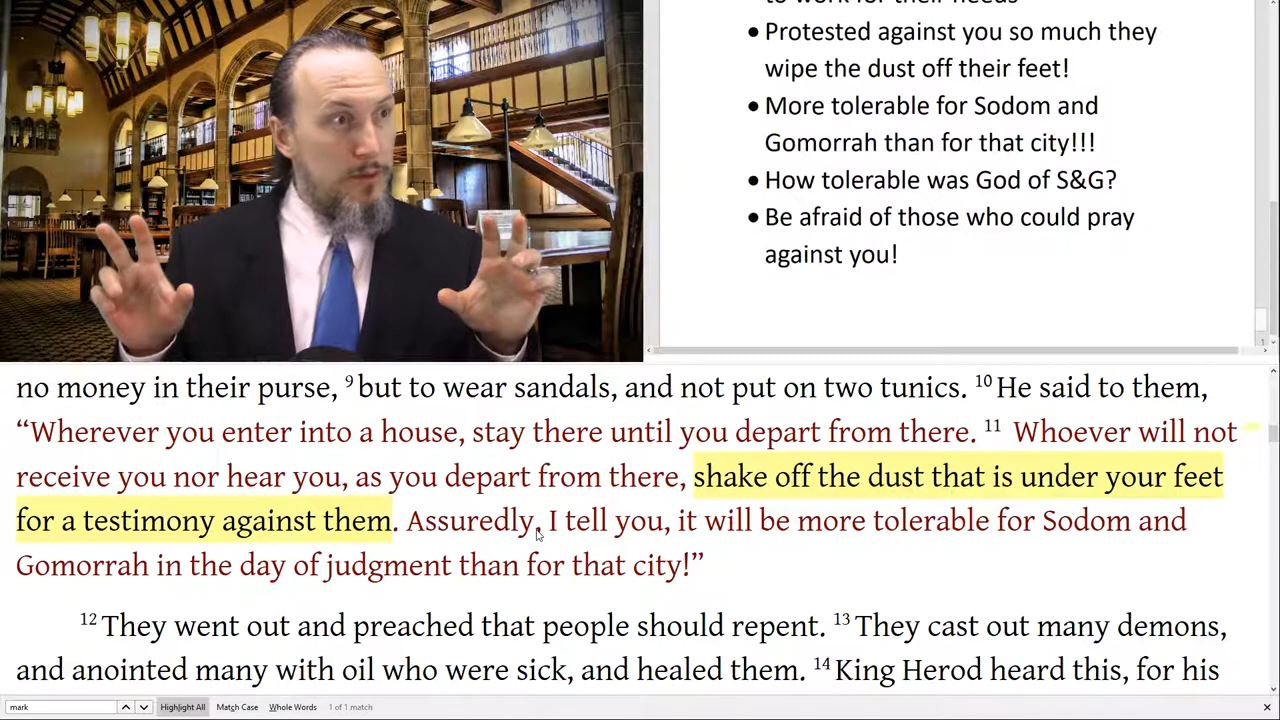 to work for their needs
• Protested against you so much they
wipe the dust off their feet!
• More tolerable for Sodom and
Gomorrah than for that city!!!
• How tolerable was God of S&G?
• Be afraid of those who could pray
against you!
no money in their purse, 9 but to wear sandals, and not put on two tunics. 10 He said to them,
“Wherever you enter into a house, stay there until you depart from there. 11 Whoever will not
receive you nor hear you, as you depart from there, shake off the dust that is under your feet
for a testimony against them. Assuredly, I tell you, it will be more tolerable for Sodom and
Gomorrah in the day of judgment than for that city!”
12 They went out and preached that people should repent. 13 They cast out many demons,
and anointed many with oil who were sick, and healed them. 14 King Herod heard this, for his
mark Highlight All Match Case Whole Words 1 of 1 match